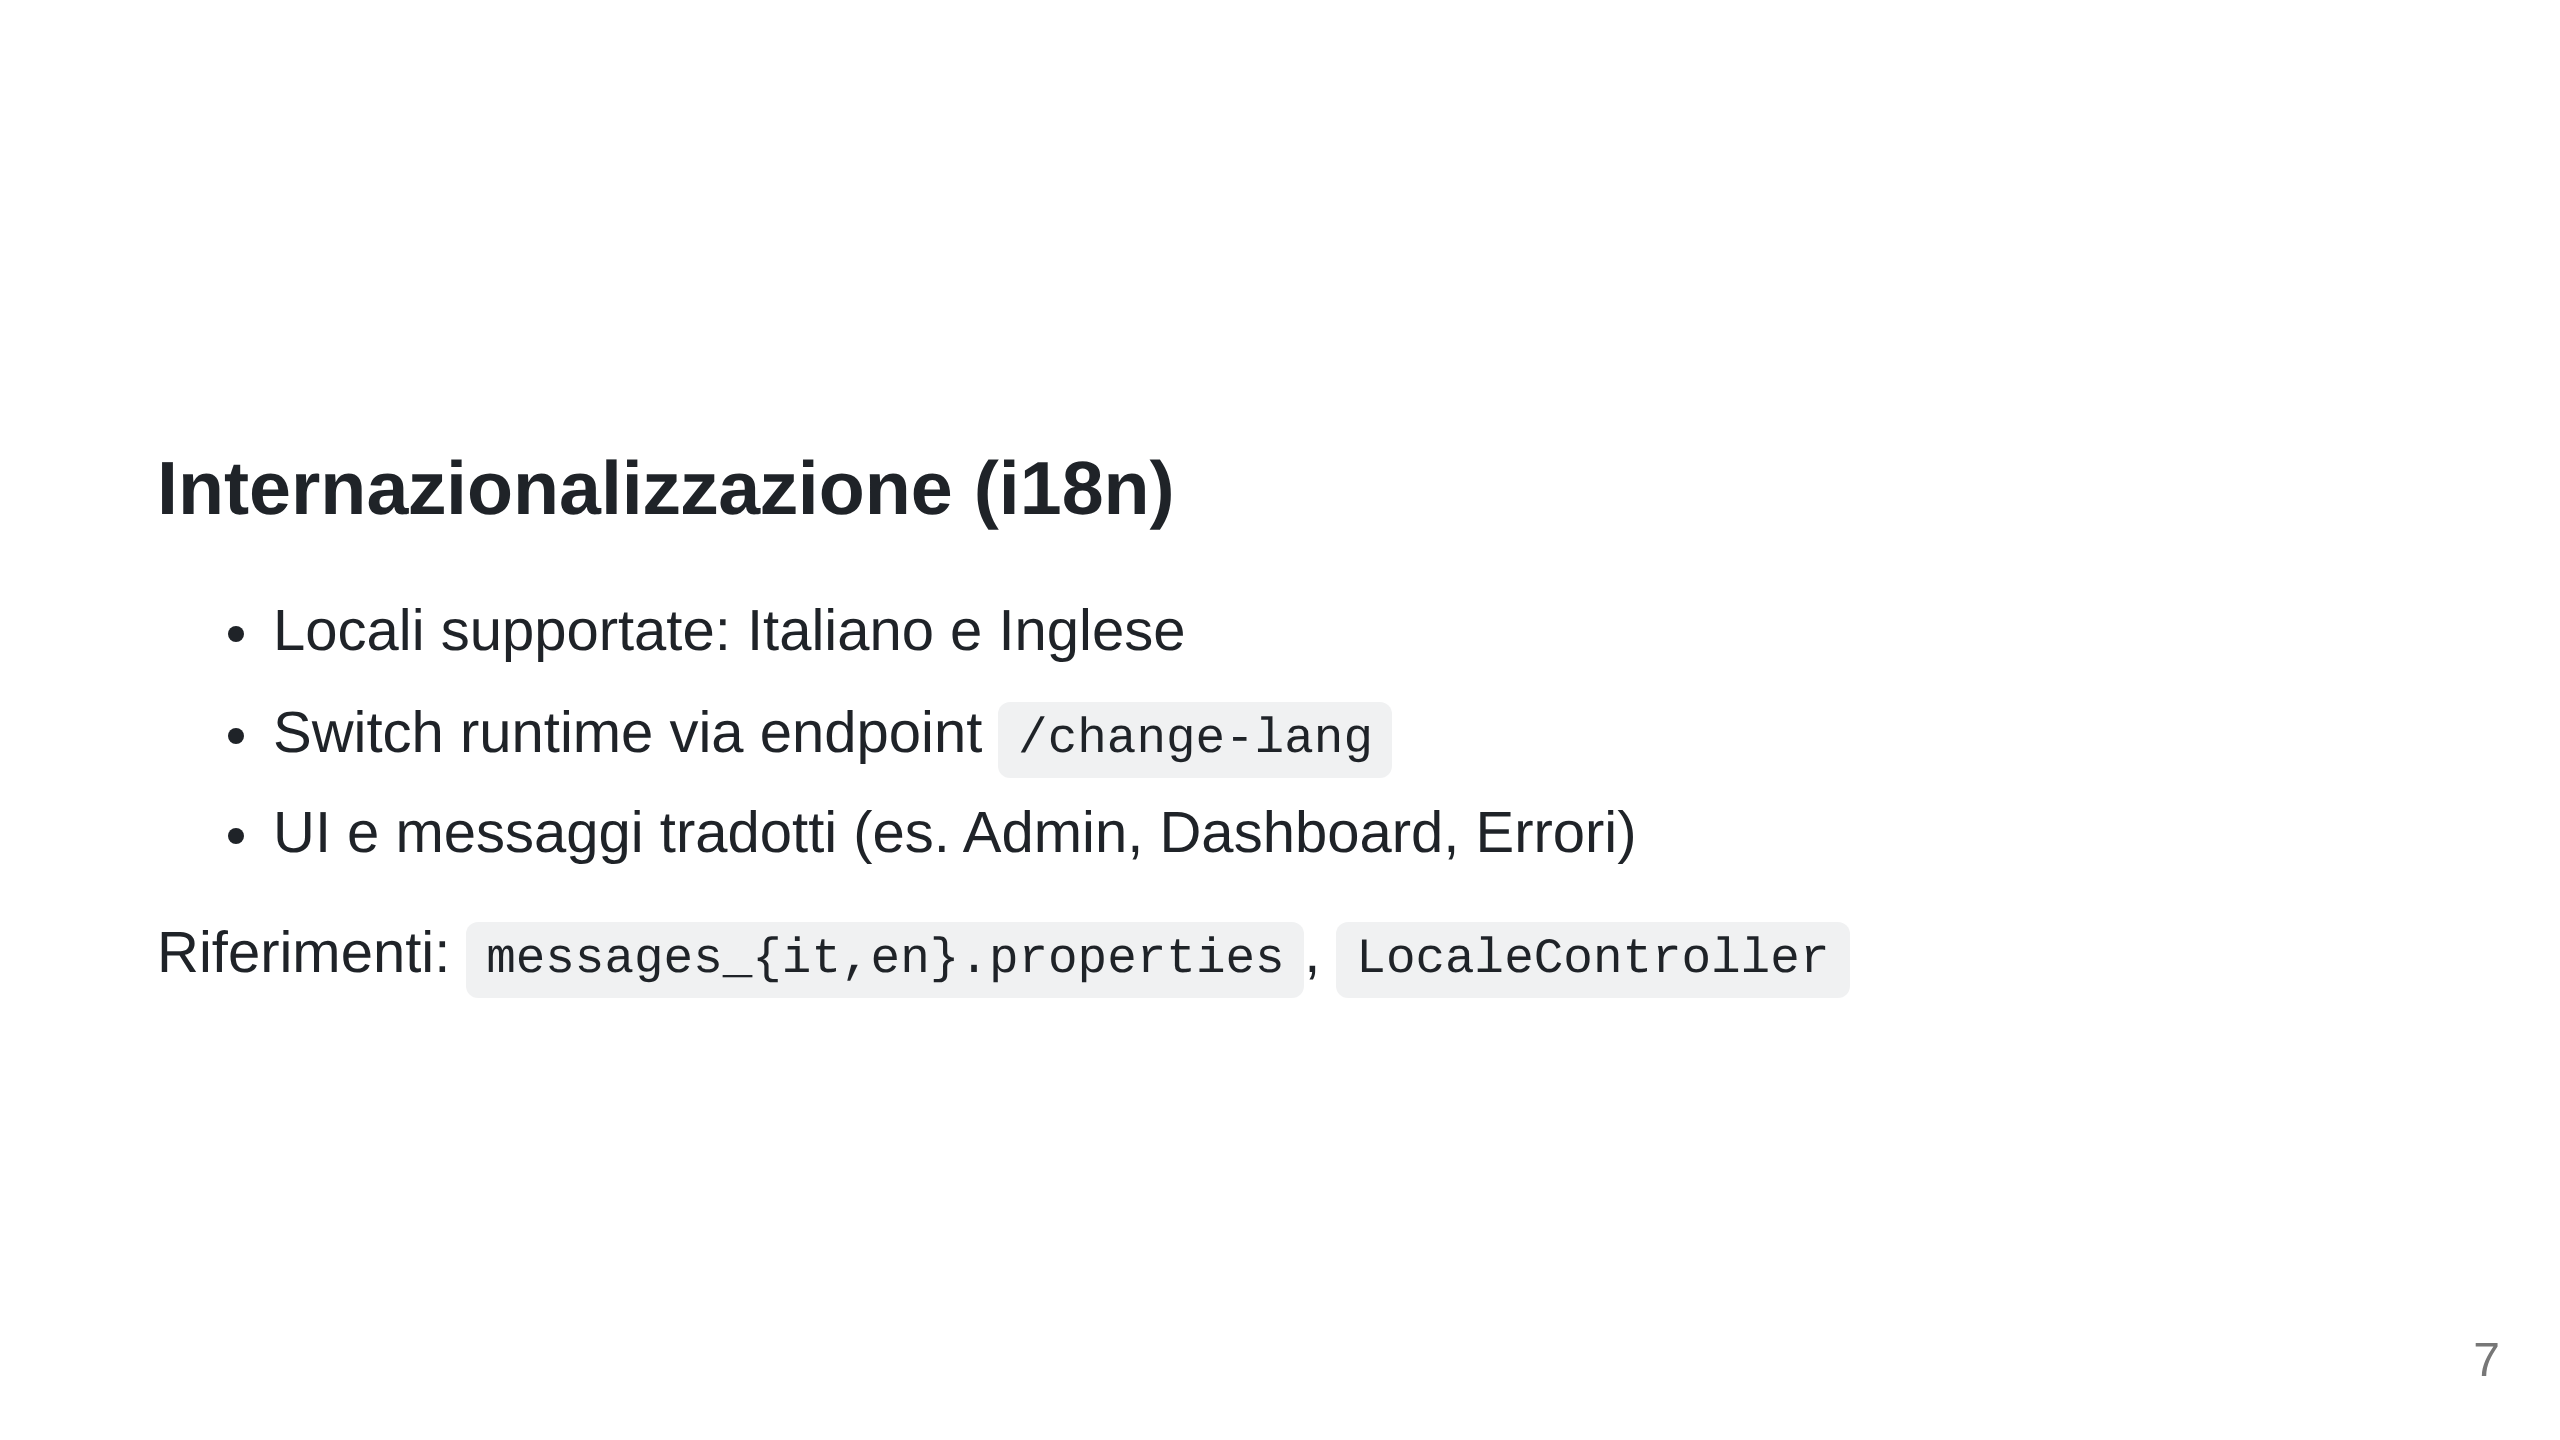 Internazionalizzazione (i18n)
• Locali supportate: Italiano e Inglese
• Switch runtime via endpoint /change-lang
• UI e messaggi tradotti (es. Admin, Dashboard, Errori)
Riferimenti: messages_{it,en}.properties, LocaleController
7